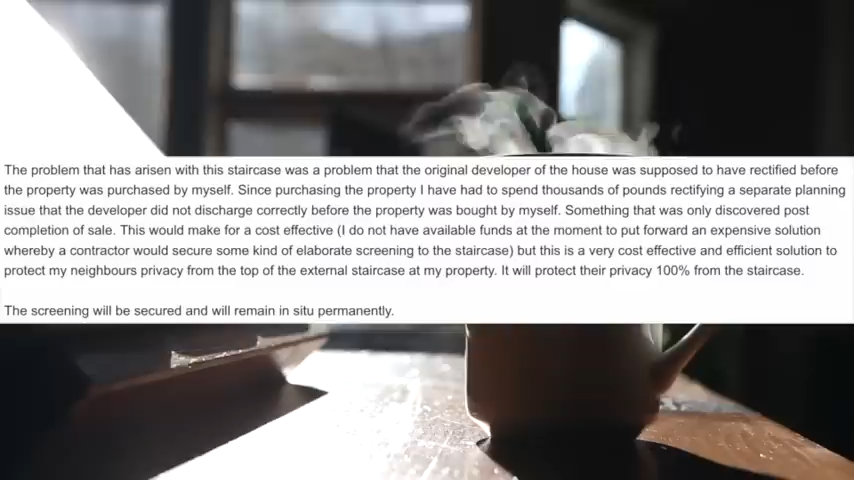 The problem that has arisen with this staircase was a problem that the original developer of the house was supposed to have rectified before
the property was purchased by myself. Since purchasing the property I have had to spend thousands of pounds rectifying a separate planning
issue that the developer did not discharge correctly before the property was bought by myself. Something that was only discovered post
completion of sale. This would make for a cost effective (I do not have available funds at the moment to put forward an expensive solution
whereby a contractor would secure some kind of elaborate screening to the staircase) but this is a very cost effective and efficient solution to
protect my neighbours privacy from the top of the external staircase at my property. It will protect their privacy 100% from the staircase.
The screening will be secured and will remain in situ permanently.